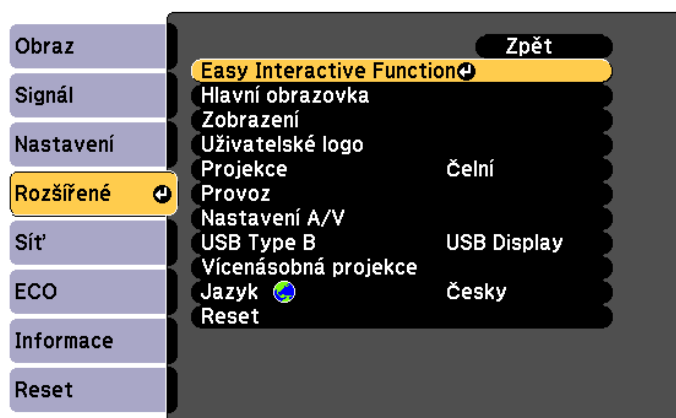 Obraz
Signál
Nastavení
Rozšířené
Síť
ECO
Informace
Reset
Zpět
Easy Interactive Function
Hlavní obrazovka
Zobrazení
Uživatelské logo
Projekce Čelní
Provoz
Nastavení A/V
USB Type B USB Display
Vícenásobná projekce
Jazyk Česky
Reset